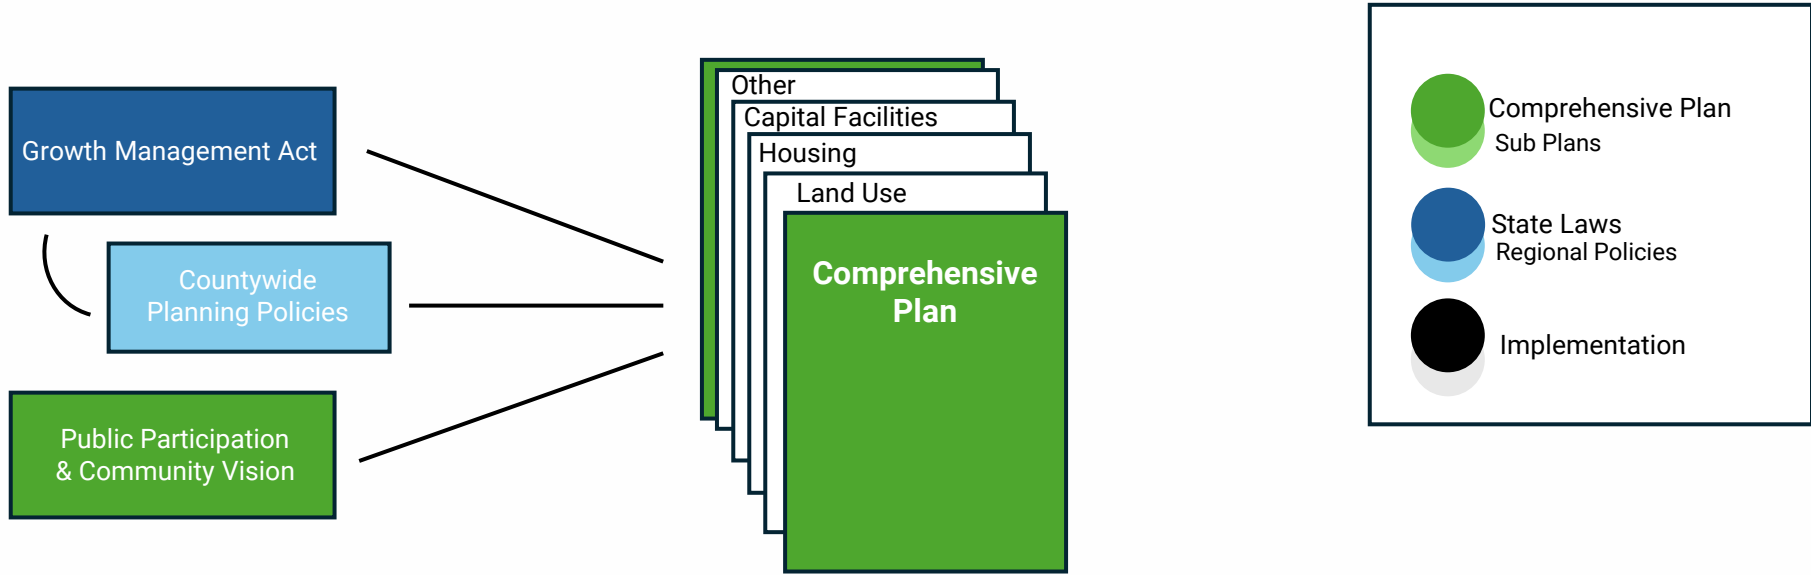 Growth Management Act
Countywide
Planning Policies
Public Participation
& Community Vision
Other
Capital Facilities
Housing
Land Use
Comprehensive
Plan
Comprehensive Plan
Sub Plans
State Laws
Regional Policies
Implementation